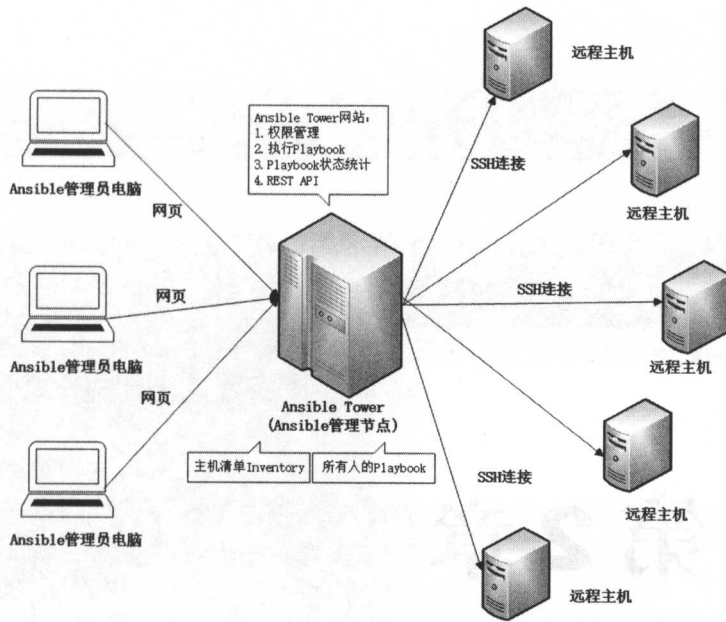 远程主机
Ansible Tower网站:
1. 权限管理
2. 执行Playbook
3. Playbook状态统计
4. REST API
SSH连接
Ansible管理员电脑
网页
远程主机
网页
SSH连接
Ansible管理员电脑
远程主机
网页
Ansible Tower
(Ansible管理节点)
主机清单Inventory
所有人的Playbook
SSH连接
远程主机
Ansible管理员电脑
远程主机